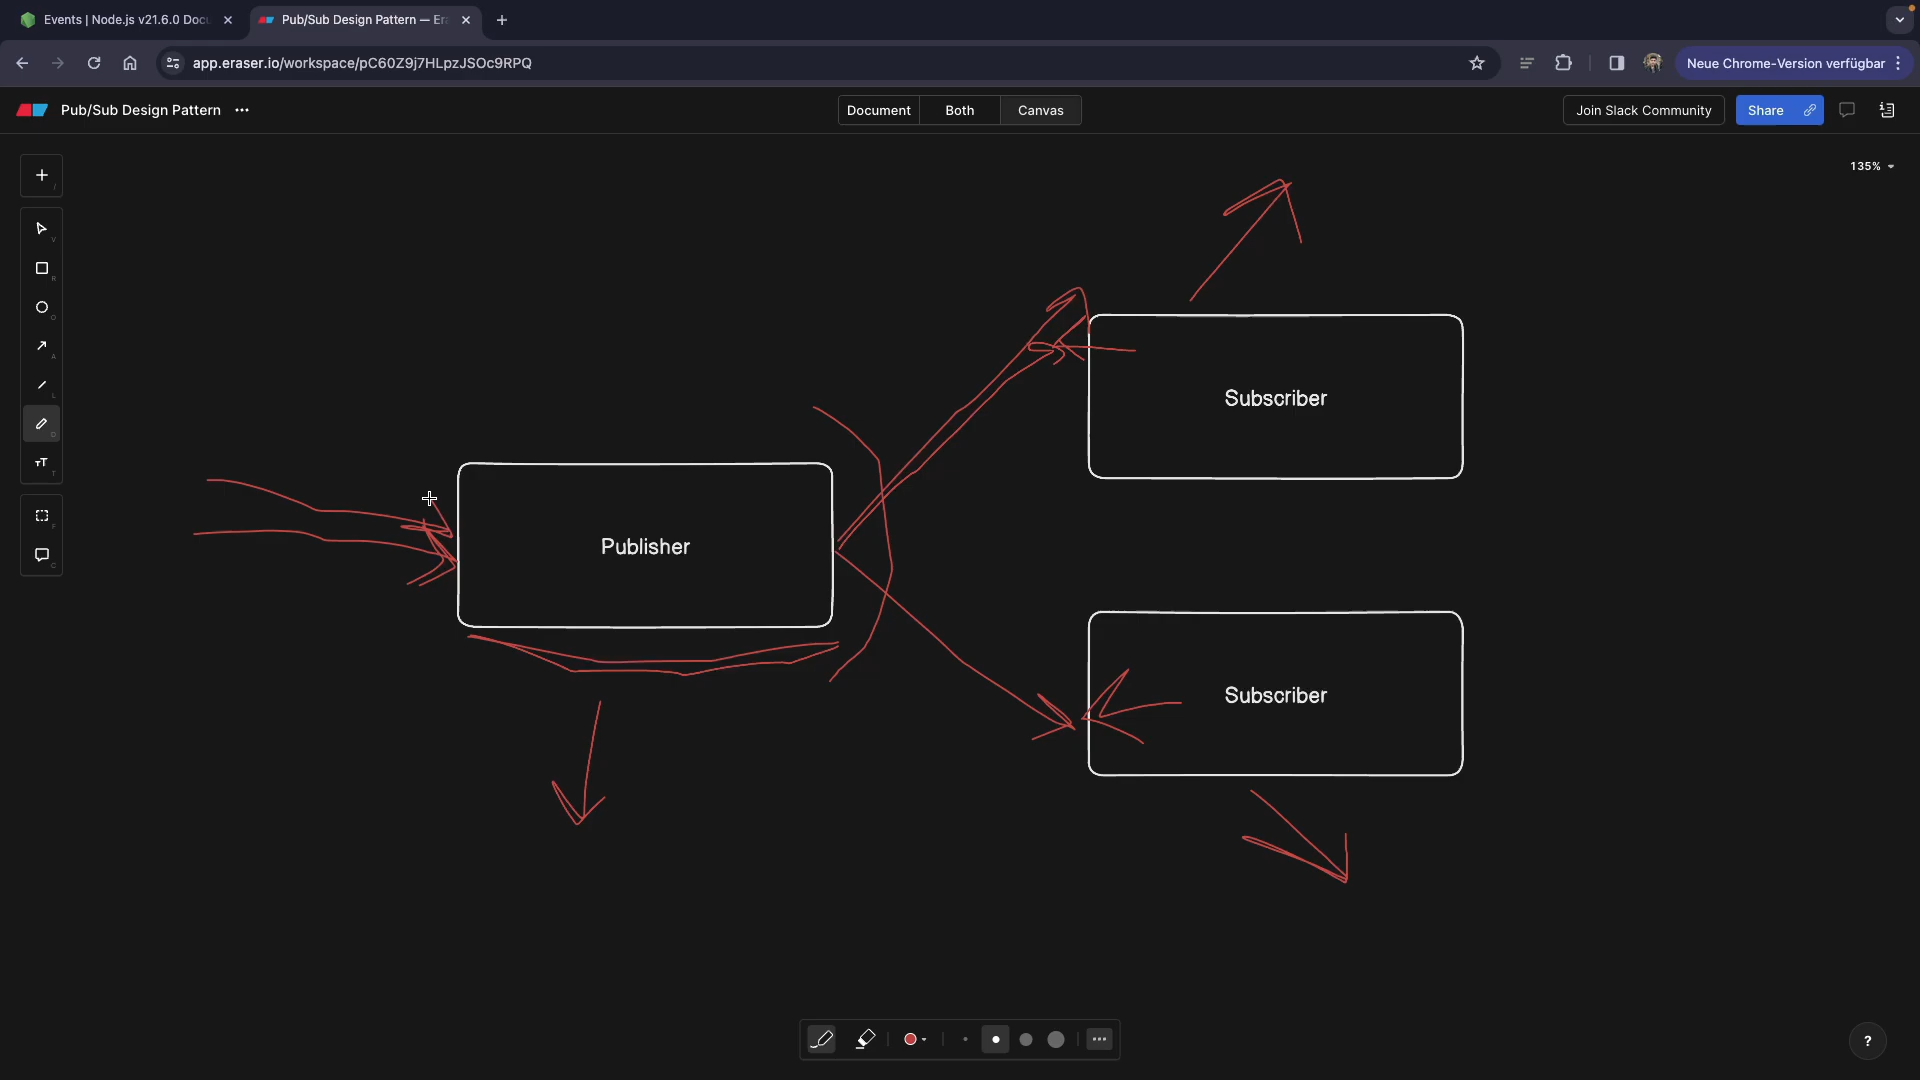 Events | Node.js v21.6.0 Docu
Pub/Sub Design Pattern — Era
app.eraser.io/workspace/pC60Z9j7HLpzJSOc9RPQ
Neue Chrome-Version verfügbar
Pub/Sub Design Pattern
Document
Both
Canvas
Join Slack Community
Share
135%
/
V
R
O
A
L
D
T
F
C
Subscriber
Publisher
Subscriber
?